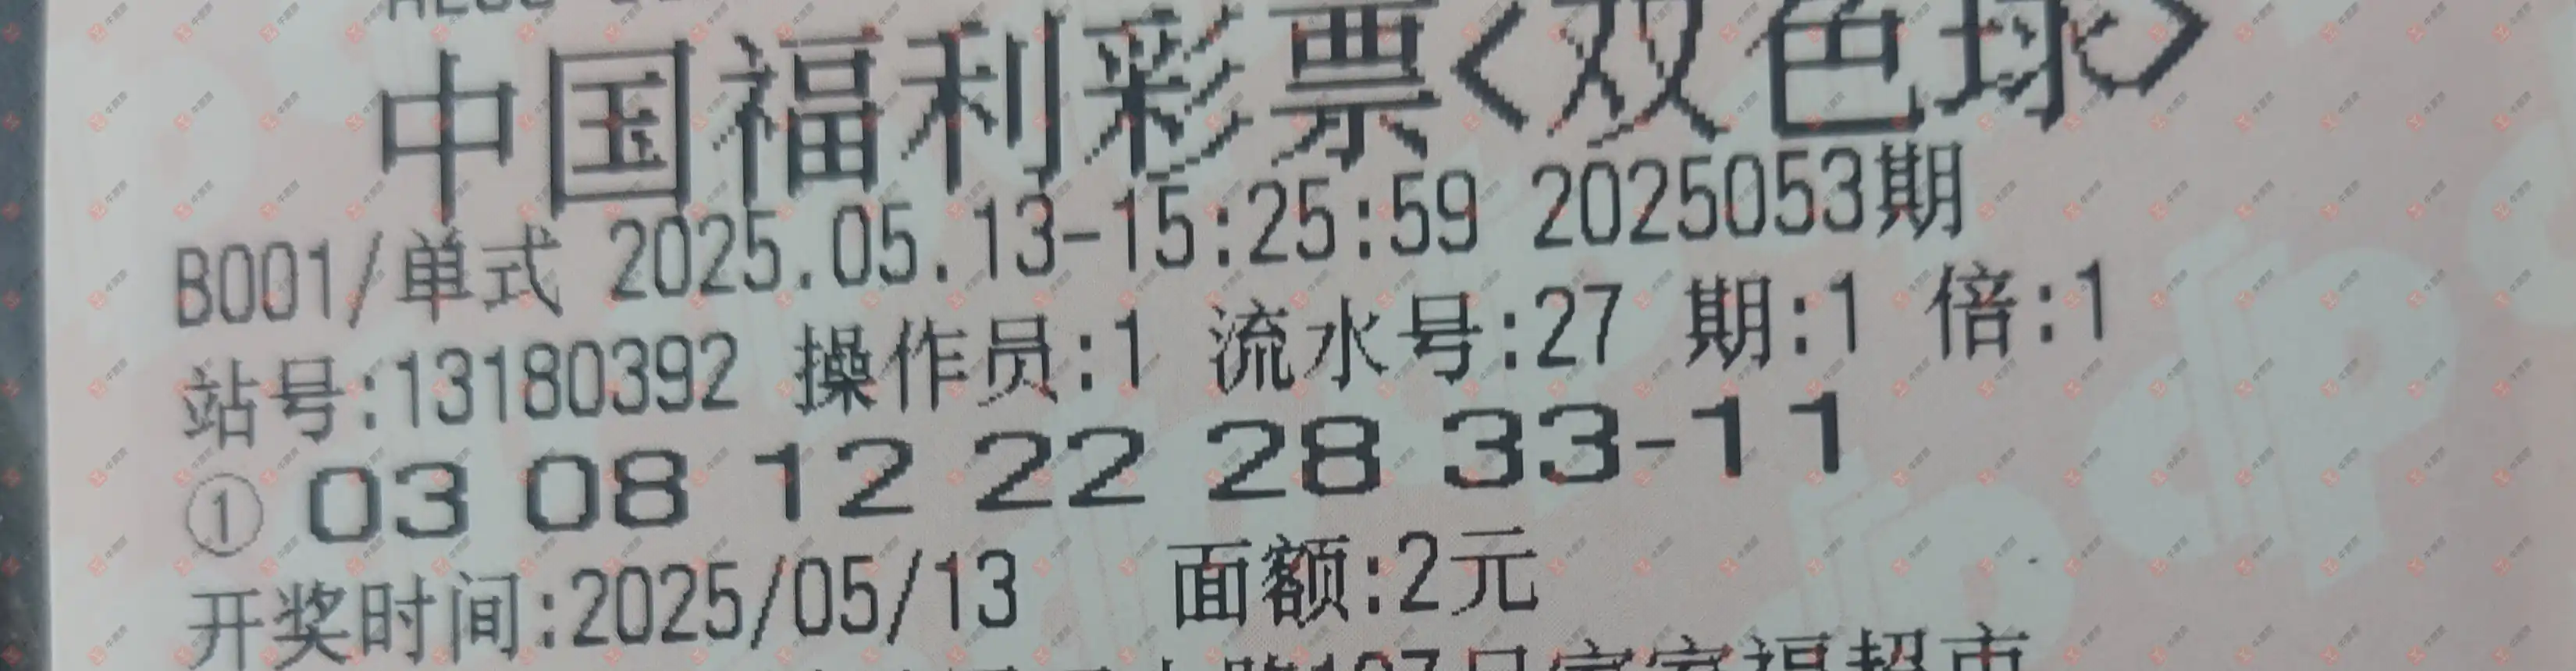 中国福利彩票<双色球>
B001/单式 2025.05.13-15:25:59 2025053期
站号:13180392 操作员:1 流水号:27 期:1 倍:1
① 03 08 12 22 28 33-11
开奖时间:2025/05/13 面额:2元